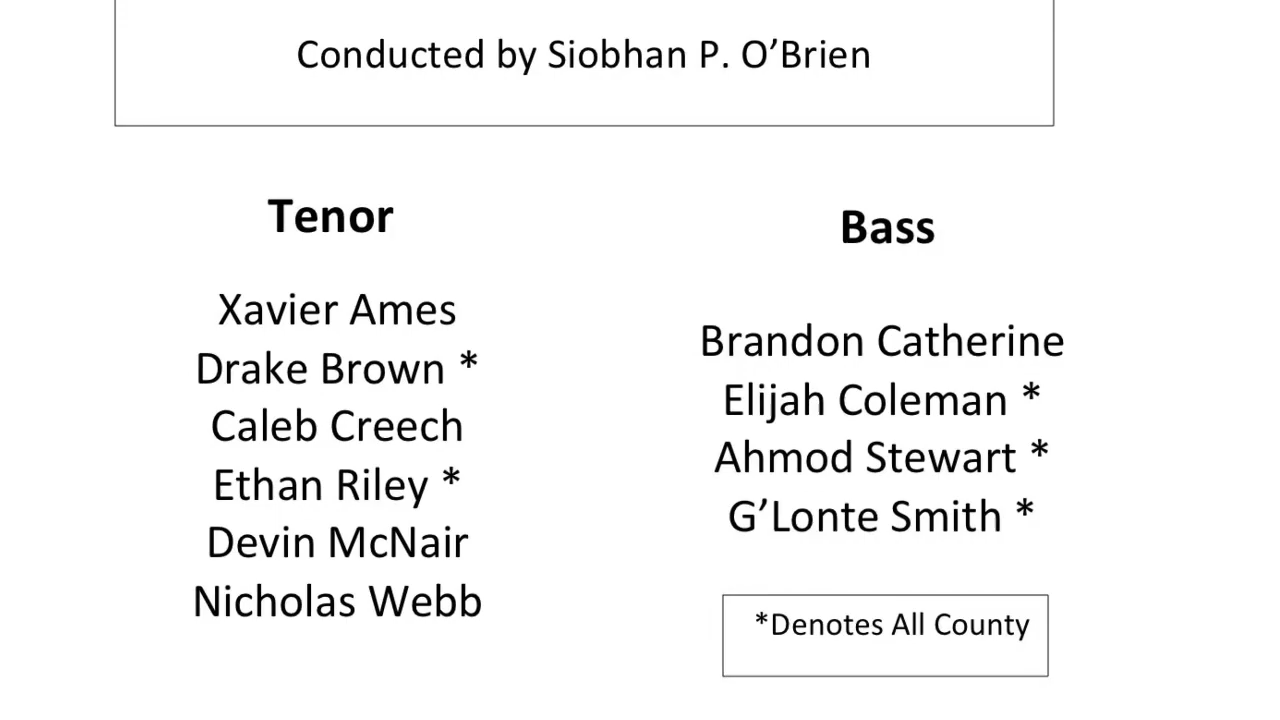 Conducted by Siobhan P. O’Brien
Tenor
Xavier Ames
Drake Brown *
Caleb Creech
Ethan Riley *
Devin McNair
Nicholas Webb
Bass
Brandon Catherine
Elijah Coleman *
Ahmod Stewart *
G’Lonte Smith *
*Denotes All County